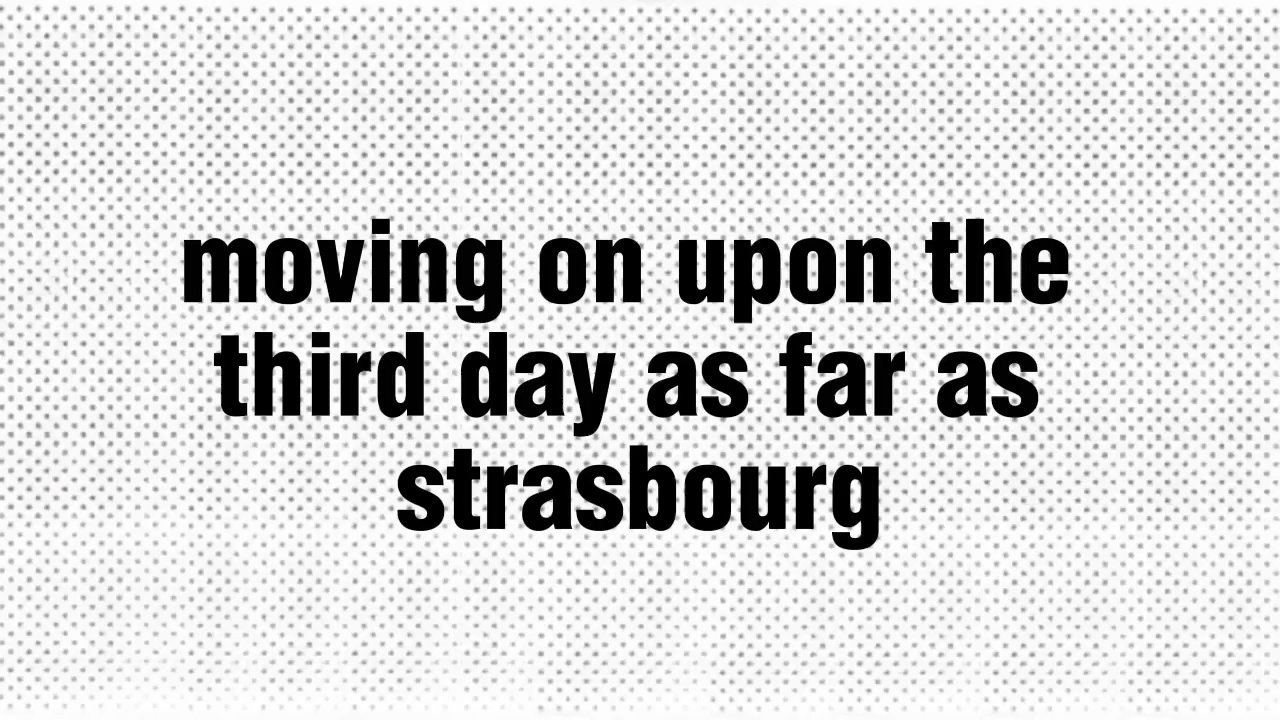 moving on upon the
third day as far as
strasbourg